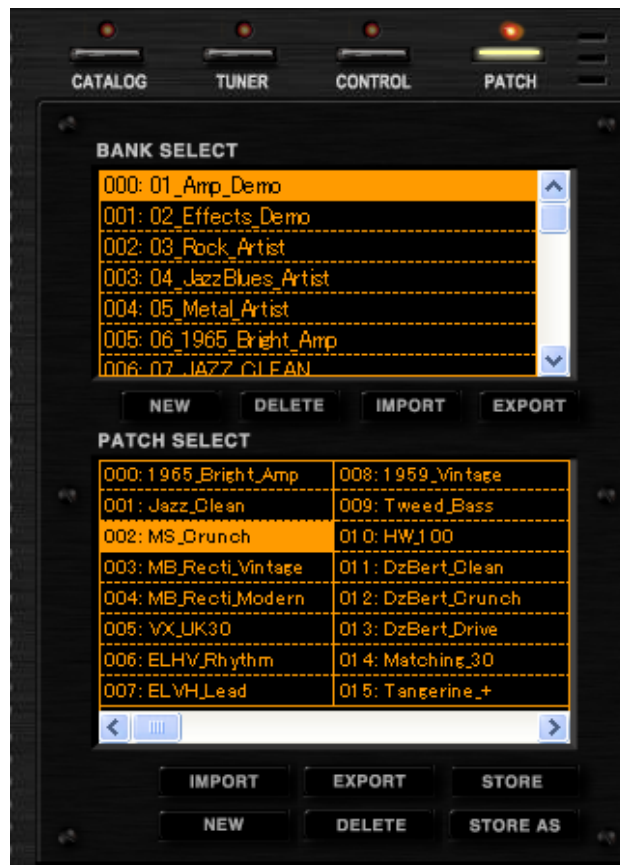 CATALOG TUNER CONTROL PATCH
BANK SELECT
000: 01_Amp_Demo
001: 02_Effects_Demo
002: 03_Rock_Artist
003: 04_JazzBlues_Artist
004: 05_Metal_Artist
005: 06_1965_Bright_Amp
006: 07_JAZZ_CLEAN
NEW DELETE IMPORT EXPORT
PATCH SELECT
000:1965_Bright_Amp 008:1959_Vintage
001: Jazz_Clean 009: Tweed_Bass
002: MS_Crunch 010: HW_100
003: MB_Recti_Vintage 011: DzBert_Clean
004: MB_Recti_Modern 012: DzBert_Crunch
005: VX_UK30 013: DzBert_Drive
006: ELHV_Rhythm 014: Matching_30
007: ELVH_Lead 015: Tangerine_+
IMPORT EXPORT STORE
NEW DELETE STORE AS